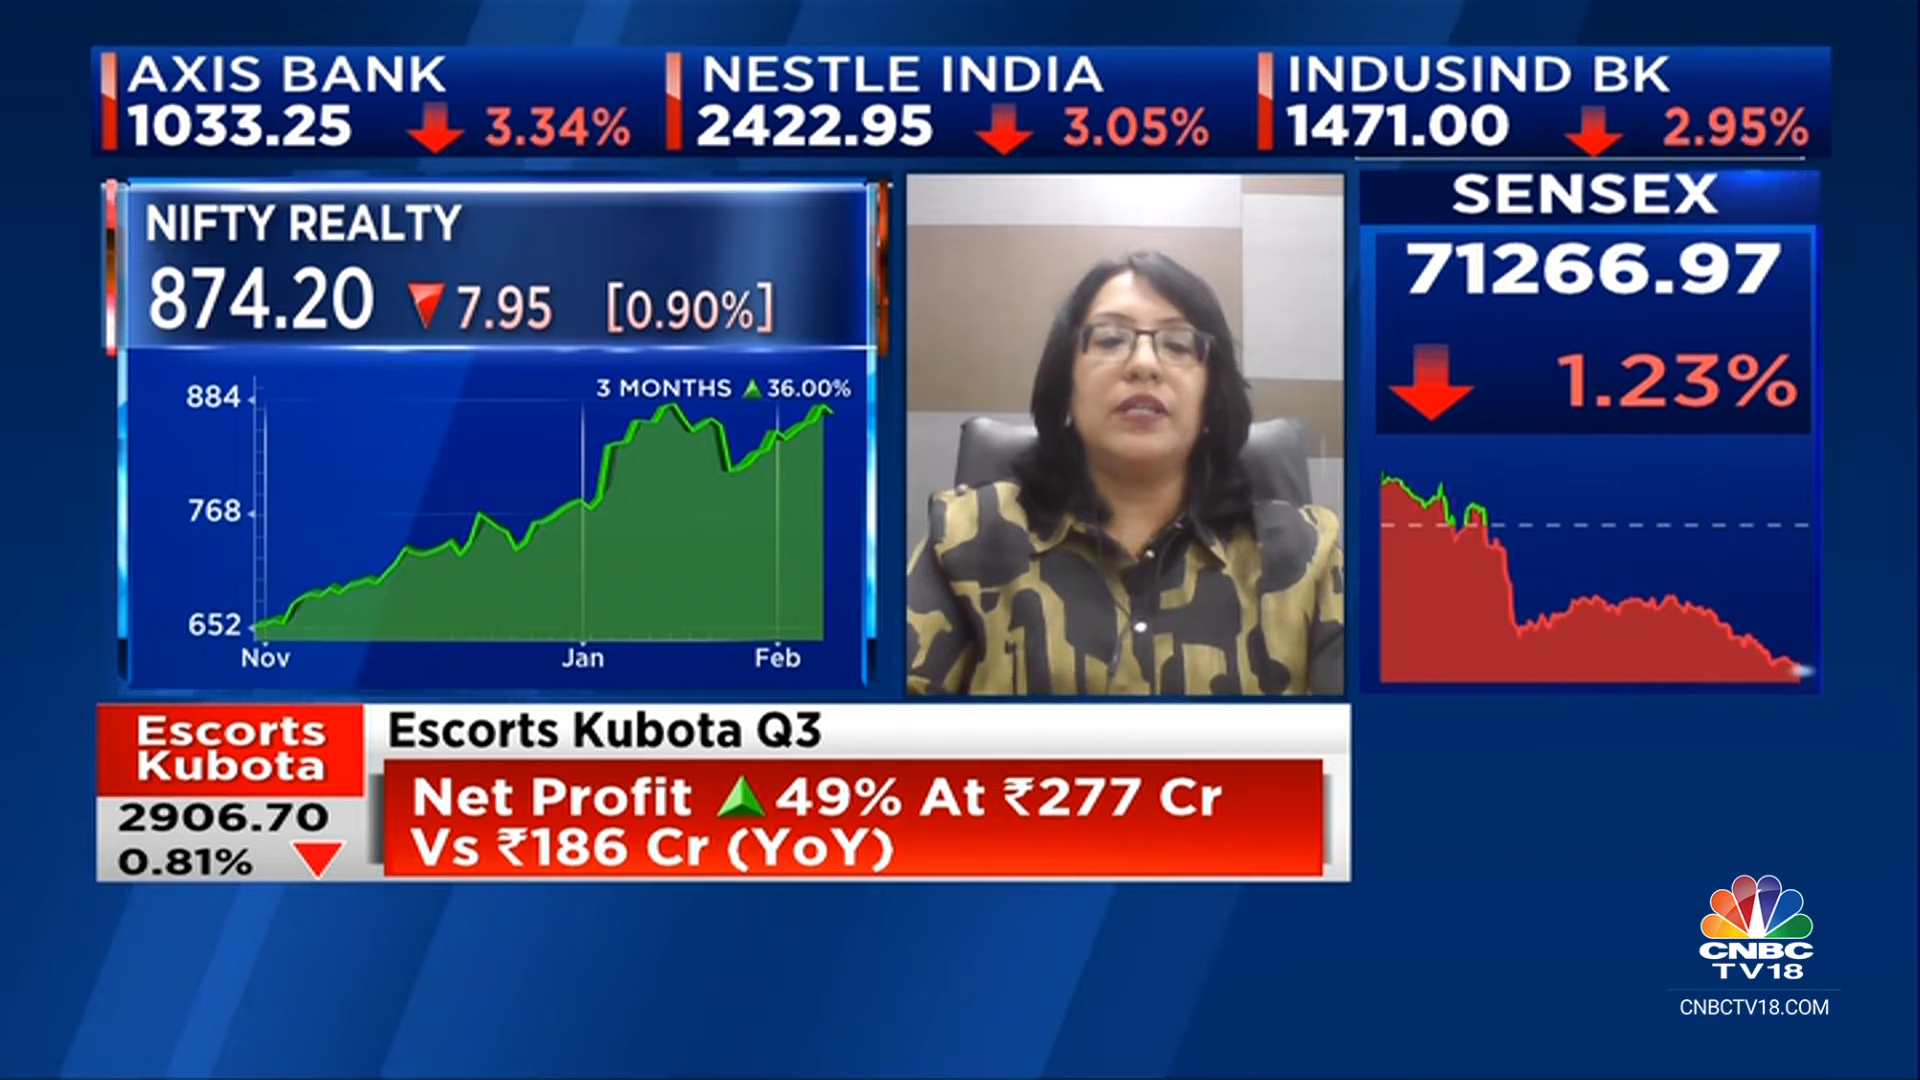 AXIS BANK
1033.25 3.34%
NESTLE INDIA
2422.95 3.05%
INDUSIND BK
1471.00 2.95%
NIFTY REALTY
874.20 ▼ 7.95 [0.90%]
3 MONTHS ▲ 36.00%
884
768
652
Nov Jan Feb
SENSEX
71266.97
1.23%
Escorts
Kubota
2906.70
0.81% ▼
Escorts Kubota Q3
Net Profit ▲ 49% At ₹277 Cr
Vs ₹186 Cr (YoY)
CNBC
TV18
CNBCTV18.COM